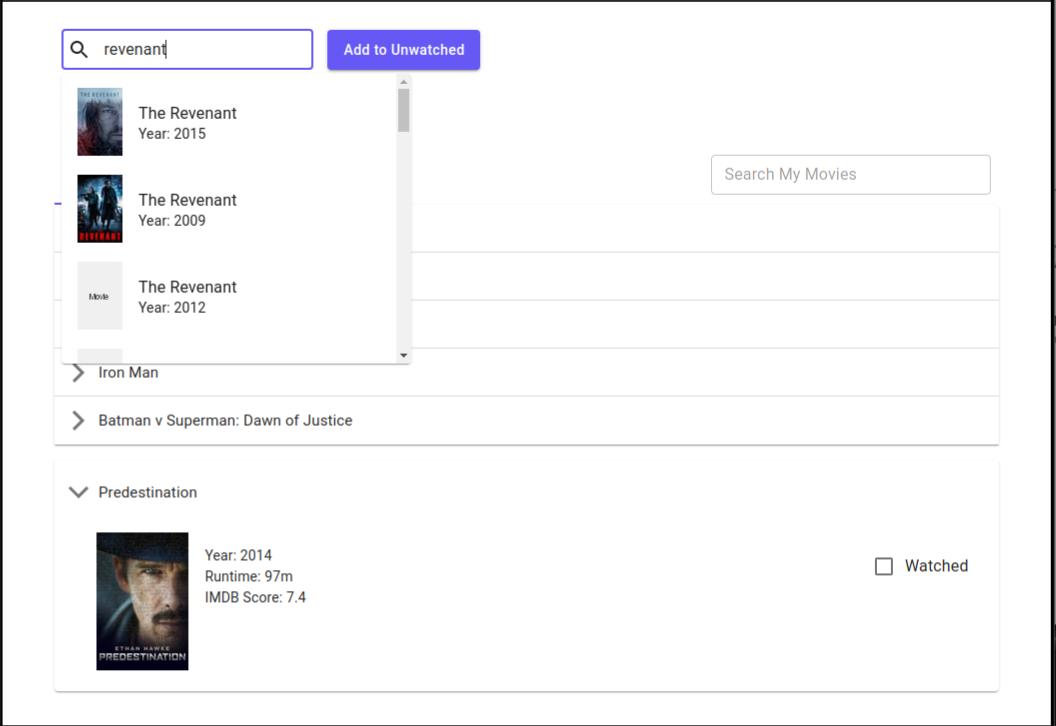 revenant
Add to Unwatched
THE REVENANT
The Revenant
Year: 2015
Search My Movies
REVENANT
The Revenant
Year: 2009
Movie
The Revenant
Year: 2012
Iron Man
Batman v Superman: Dawn of Justice
Predestination
Year: 2014
Runtime: 97m
IMDB Score: 7.4
Watched
ETHAN HAWKE
PREDESTINATION